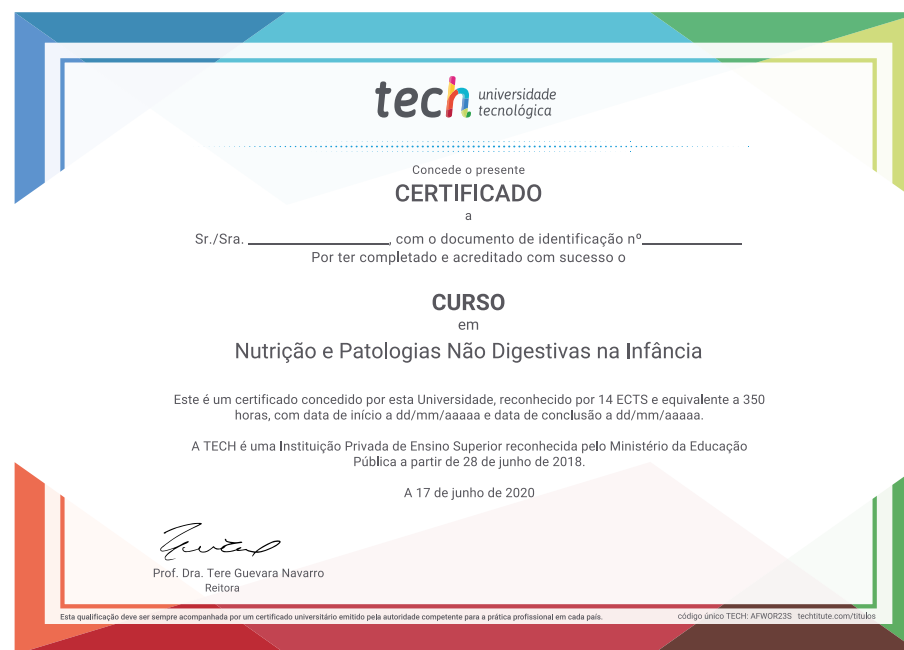 tech universidade
tecnológica
Concede o presente
CERTIFICADO
a
Sr./Sra. ____________________, com o documento de identificação nº______________
Por ter completado e acreditado com sucesso o
CURSO
em
Nutrição e Patologias Não Digestivas na Infância
Este é um certificado concedido por esta Universidade, reconhecido por 14 ECTS e equivalente a 350
horas, com data de início a dd/mm/aaaaa e data de conclusão a dd/mm/aaaaa.
A TECH é uma Instituição Privada de Ensino Superior reconhecida pelo Ministério da Educação
Pública a partir de 28 de junho de 2018.
A 17 de junho de 2020
Prof. Dra. Tere Guevara Navarro
Reitora
Esta qualificação deve ser sempre acompanhada por um certificado universitário emitido pela autoridade competente para a prática profissional em cada país.
código único TECH: AFWOR23S techtitute.com/titulos